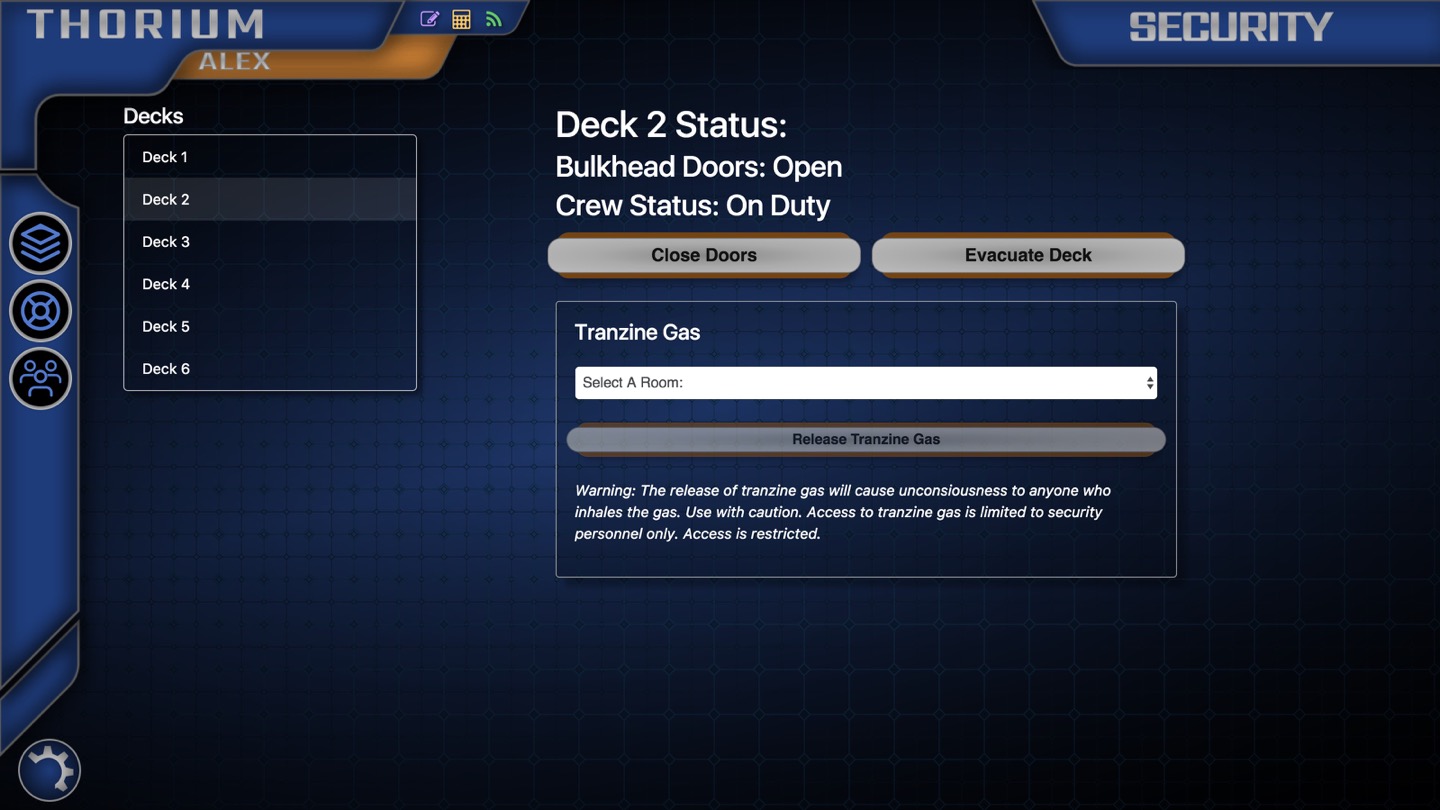 THORIUM
ALEX
SECURITY
Decks
Deck 1
Deck 2
Deck 3
Deck 4
Deck 5
Deck 6
Deck 2 Status:
Bulkhead Doors: Open
Crew Status: On Duty
Close Doors
Evacuate Deck
Tranzine Gas
Select A Room:
Release Tranzine Gas
Warning: The release of tranzine gas will cause unconsiousness to anyone who
inhales the gas. Use with caution. Access to tranzine gas is limited to security
personnel only. Access is restricted.